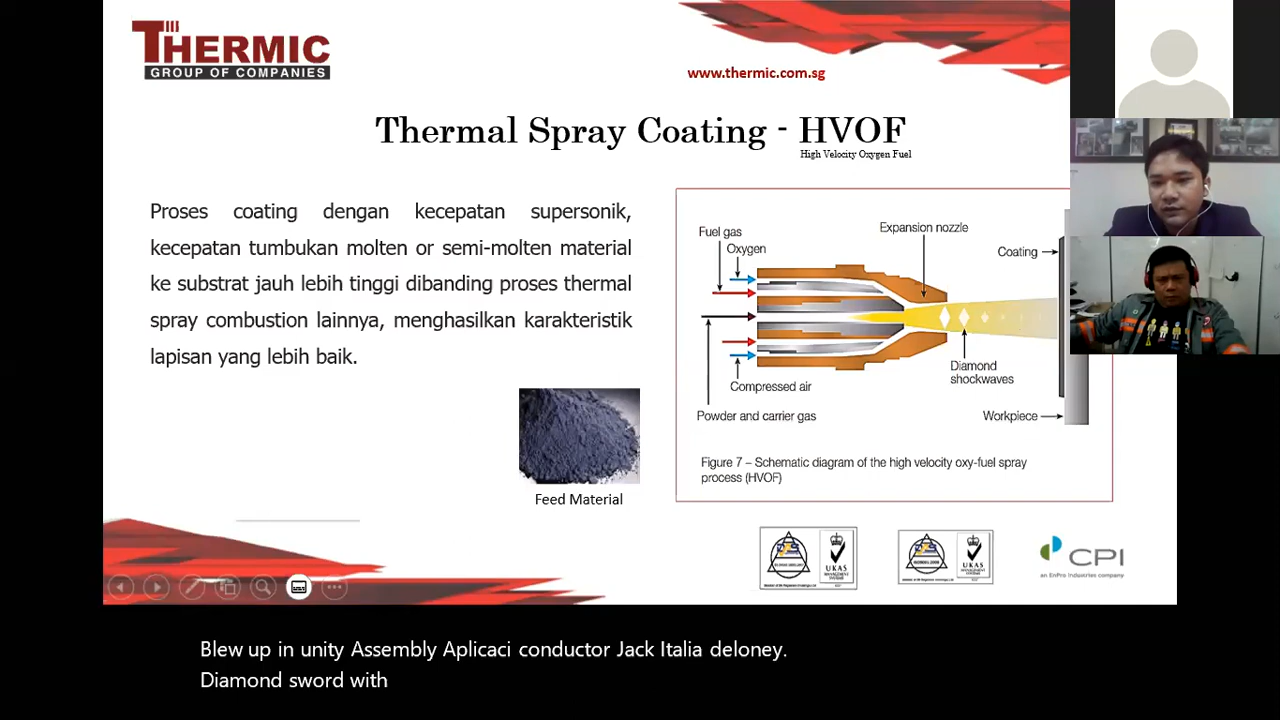 THERMIC
GROUP OF COMPANIES
www.thermic.com.sg
Thermal Spray Coating - HVOF
High Velocity Oxygen Fuel
Proses coating dengan kecepatan supersonik,
kecepatan tumbukan molten or semi-molten material
ke substrat jauh lebih tinggi dibanding proses thermal
spray combustion lainnya, menghasilkan karakteristik
lapisan yang lebih baik.
Feed Material
Fuel gas
Oxygen
Expansion nozzle
Coating
Diamond
shockwaves
Compressed air
Powder and carrier gas
Workpiece
Figure 7 – Schematic diagram of the high velocity oxy-fuel spray
process (HVOF)
UKAS
MANAGEMENT
SYSTEMS
UKAS
MANAGEMENT
SYSTEMS
CPI
an EnPro Industries company
Blew up in unity Assembly Aplicaci conductor Jack Italia deloney.
Diamond sword with